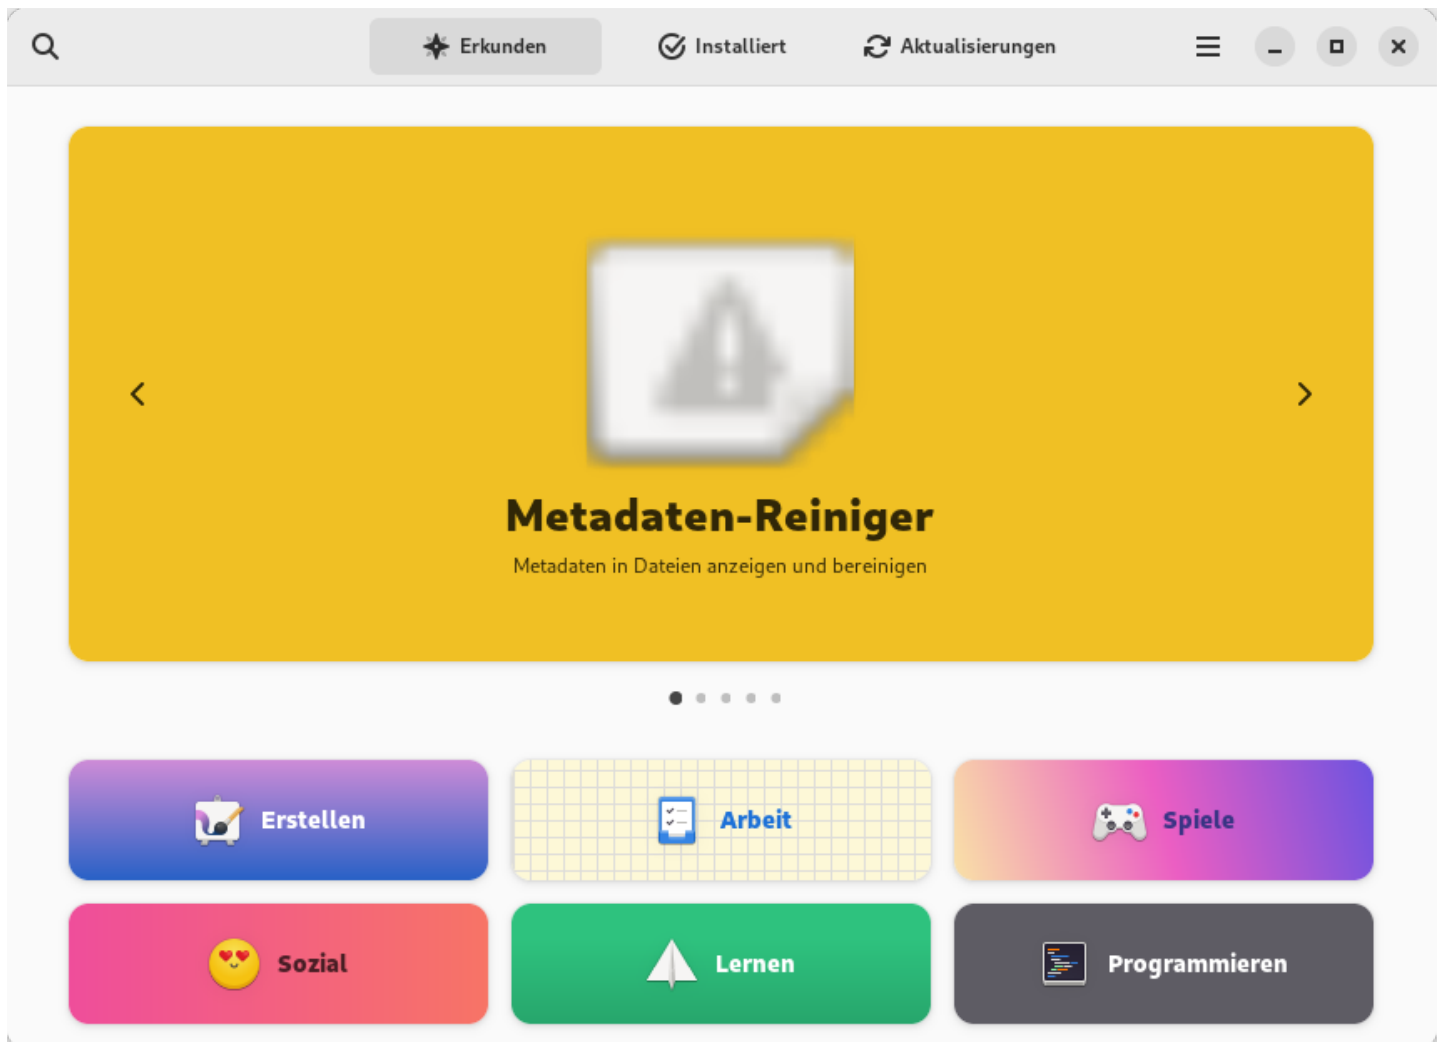 Erkunden
Installiert
Aktualisierungen
Metadaten-Reiniger
Metadaten in Dateien anzeigen und bereinigen
Erstellen
Arbeit
Spiele
Sozial
Lernen
Programmieren